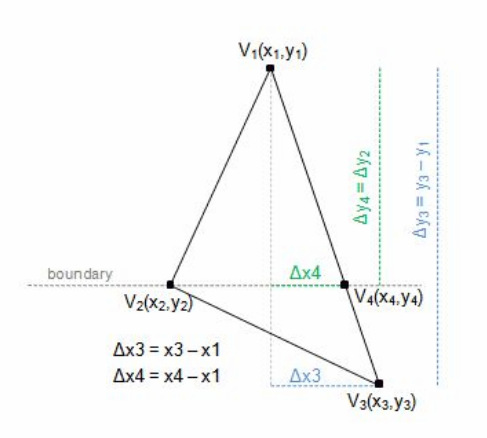 V₁(x₁,y₁)
Δy₄ = Δy₂
Δy₃ = y₃ – y₁
boundary
Δx4
V₂(x₂,y₂)
V₄(x₄,y₄)
Δx3 = x3 – x1
Δx4 = x4 – x1
Δx3
V₃(x₃,y₃)